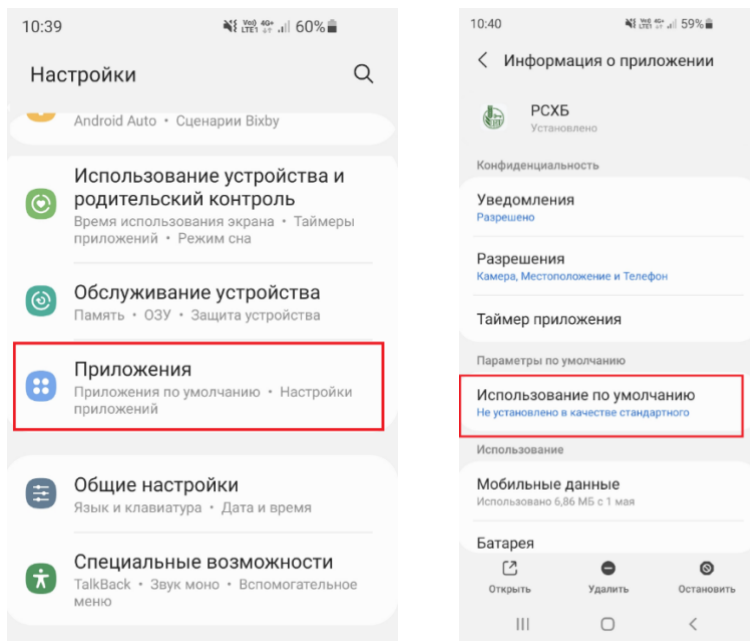 10:39
60%
Настройки
Android Auto • Сценарии Bixby
Использование устройства и
родительский контроль
Время использования экрана • Таймеры
приложений • Режим сна
Обслуживание устройства
Память • ОЗУ • Защита устройства
Приложения
Приложения по умолчанию • Настройки
приложений
Общие настройки
Язык и клавиатура • Дата и время
Специальные возможности
TalkBack • Звук моно • Вспомогательное
меню
10:40
59%
Информация о приложении
РСХБ
Установлено
Конфиденциальность
Уведомления
Разрешено
Разрешения
Камера, Местоположение и Телефон
Таймер приложения
Параметры по умолчанию
Использование по умолчанию
Не установлено в качестве стандартного
Использование
Мобильные данные
Использовано 6,86 МБ с 1 мая
Батарея
Открыть
Удалить
Остановить